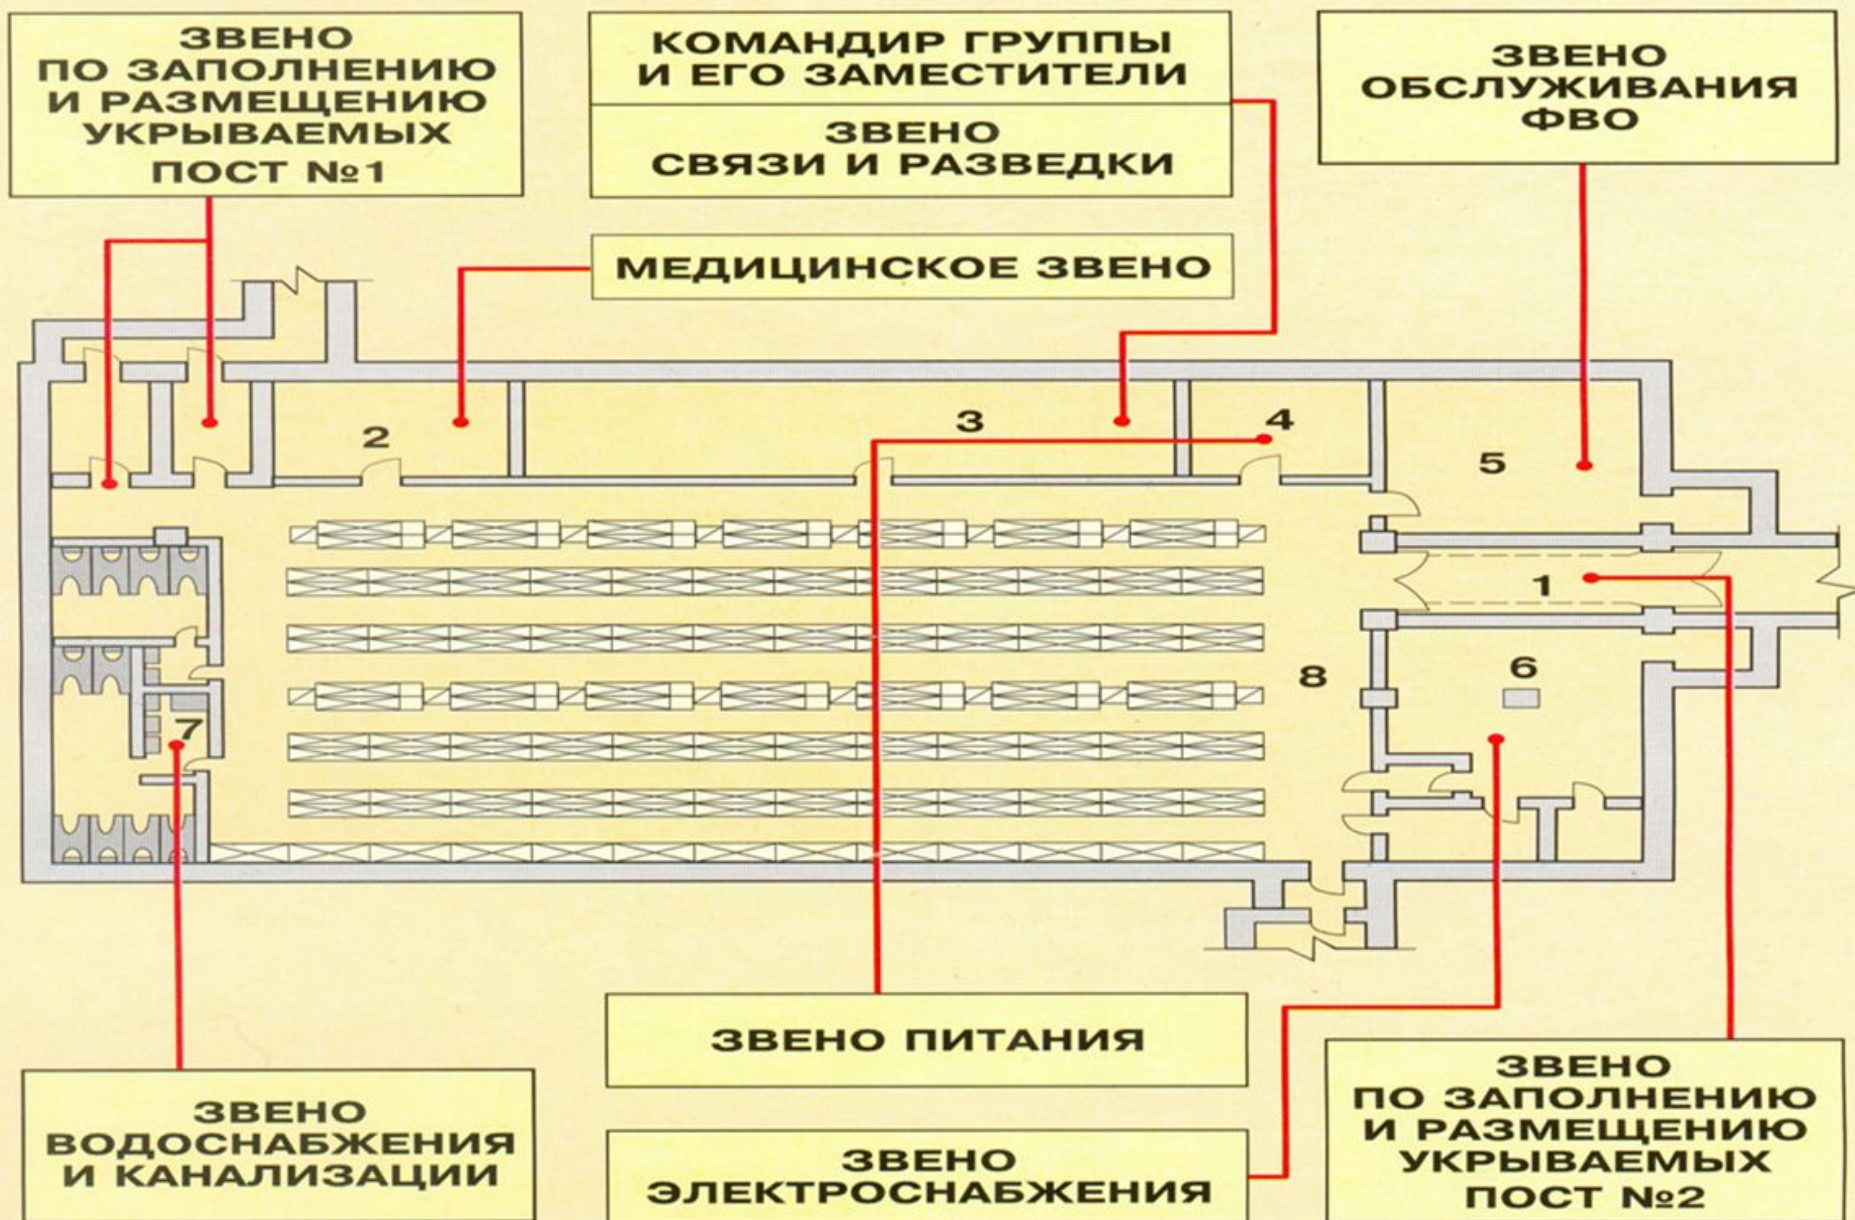 ЗВЕНО
ПО ЗАПОЛНЕНИЮ
И РАЗМЕЩЕНИЮ
УКРЫВАЕМЫХ
ПОСТ №1
КОМАНДИР ГРУППЫ
И ЕГО ЗАМЕСТИТЕЛИ
ЗВЕНО
СВЯЗИ И РАЗВЕДКИ
ЗВЕНО
ОБСЛУЖИВАНИЯ
ФВО
МЕДИЦИНСКОЕ ЗВЕНО
2
3
4
5
1
6
8
7
ЗВЕНО ПИТАНИЯ
ЗВЕНО
ВОДОСНАБЖЕНИЯ
И КАНАЛИЗАЦИИ
ЗВЕНО
ЭЛЕКТРОСНАБЖЕНИЯ
ЗВЕНО
ПО ЗАПОЛНЕНИЮ
И РАЗМЕЩЕНИЮ
УКРЫВАЕМЫХ
ПОСТ №2